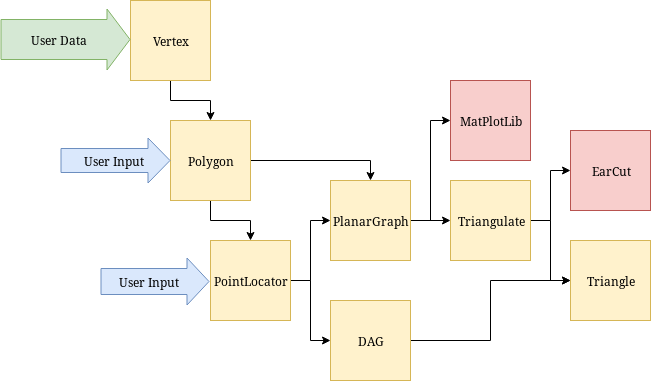 User Data
Vertex
MatPlotLib
User Input
Polygon
EarCut
PlanarGraph
Triangulate
User Input
PointLocator
Triangle
DAG